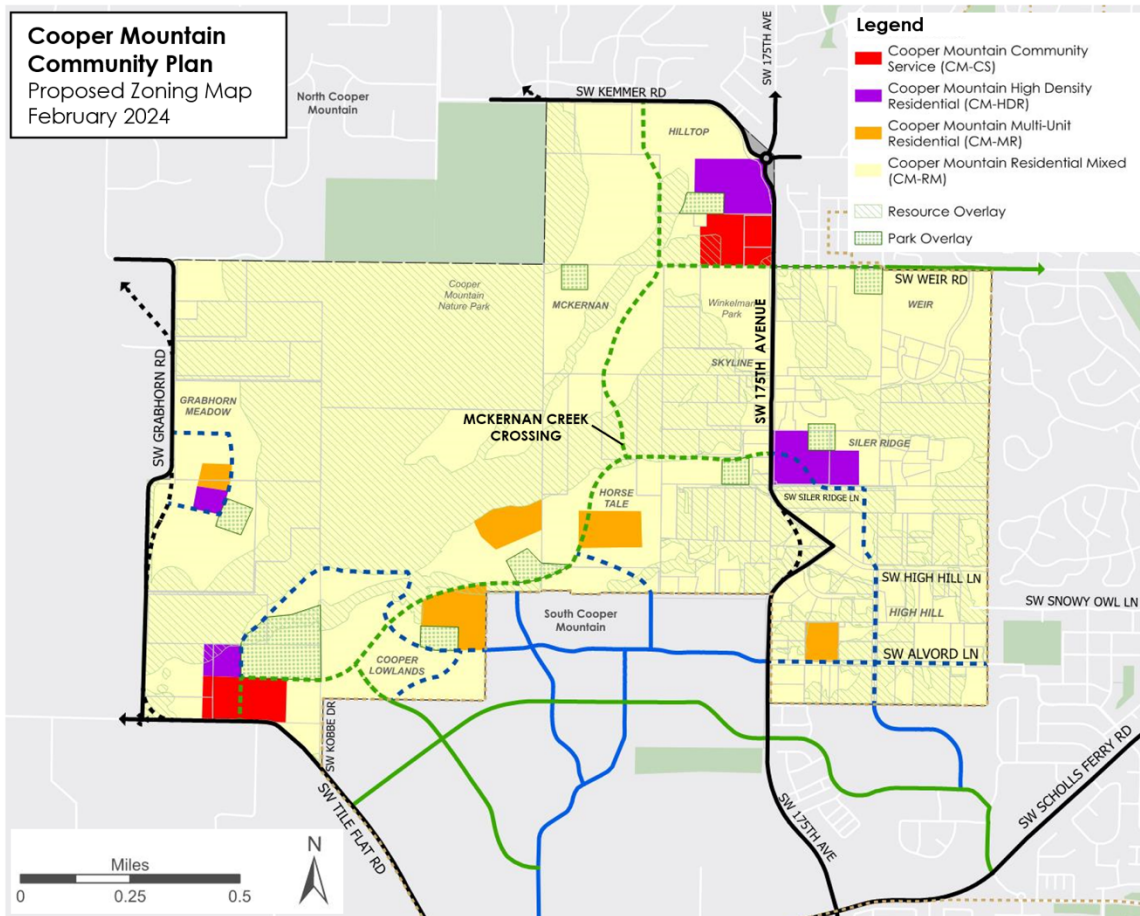 Cooper Mountain
Community Plan
Proposed Zoning Map
February 2024
Legend
Cooper Mountain Community
Service (CM-CS)
Cooper Mountain High Density
Residential (CM-HDR)
Cooper Mountain Multi-Unit
Residential (CM-MR)
Cooper Mountain Residential Mixed
(CM-RM)
Resource Overlay
Park Overlay
SW 175TH AVE
North Cooper
Mountain
SW KEMMER RD
HILLTOP
SW WEIR RD
Cooper
Mountain
Nature Park
MCKERNAN
Winkelman
Park
WEIR
SW 175TH AVENUE
SKYLINE
SW GRABHORN RD
GRABHORN
MEADOW
MCKERNAN CREEK
CROSSING
SILER RIDGE
HORSE
TALE
SW SILER RIDGE LN
SW HIGH HILL LN
SW SNOWY OWL LN
South Cooper
Mountain
HIGH HILL
SW ALVORD LN
COOPER
LOWLANDS
SW KOBBE DR
SW TILE FLAT RD
SW 175TH AVE
SW SCHOLLS FERRY RD
Miles
0 0.25 0.5
N